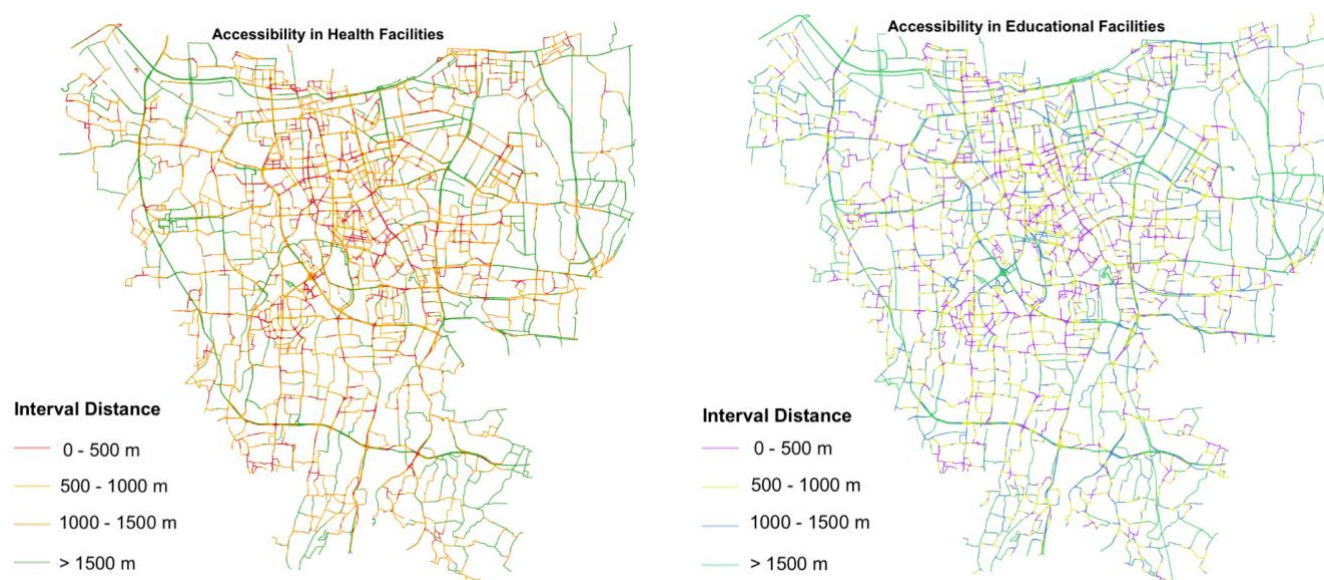 Accessibility in Health Facilities
Interval Distance
0 - 500 m
500 - 1000 m
1000 - 1500 m
> 1500 m
Accessibility in Educational Facilities
Interval Distance
0 - 500 m
500 - 1000 m
1000 - 1500 m
> 1500 m